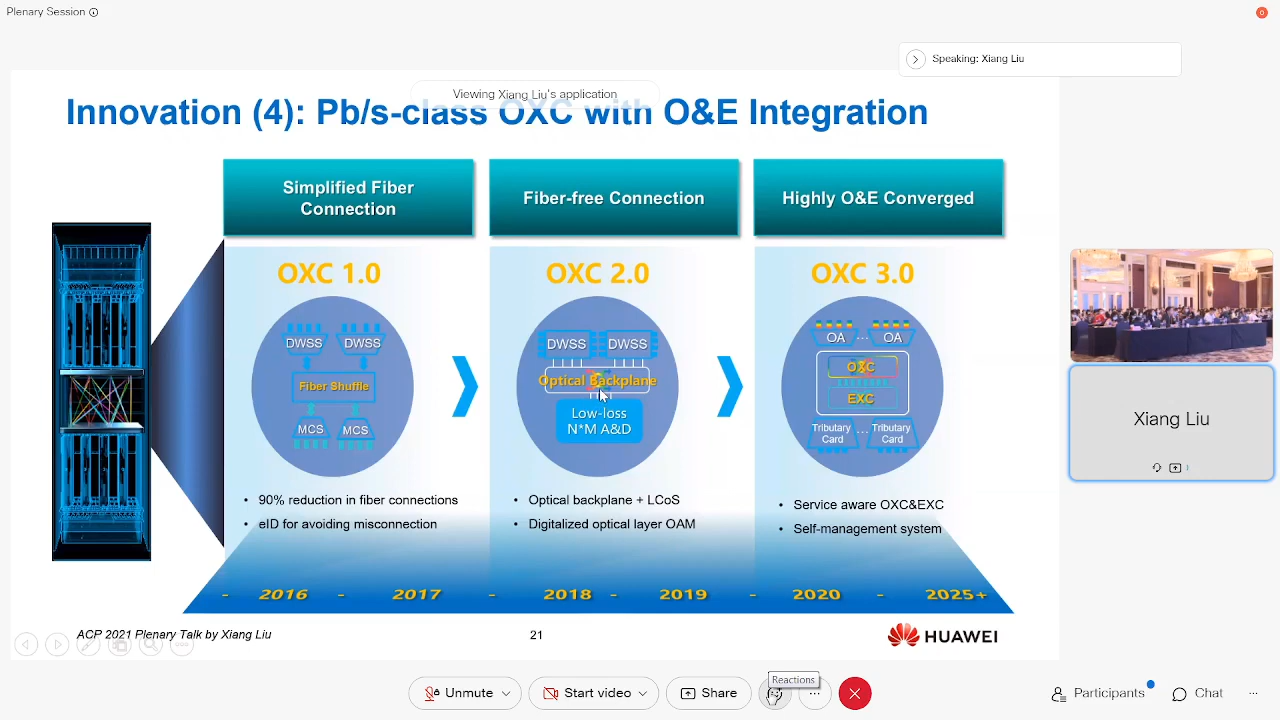 Plenary Session
Speaking: Xiang Liu
Viewing Xiang Liu's application
Innovation (4): Pb/s-class OXC with O&E Integration
Simplified Fiber
Connection
Fiber-free Connection
Highly O&E Converged
OXC 1.0
OXC 2.0
OXC 3.0
DWSS
DWSS
Fiber Shuffle
MCS
MCS
DWSS
DWSS
Optical Backplane
Low-loss
N*M A&D
OA ... OA
OXC
EXC
Tributary
Card
...
Tributary
Card
• 90% reduction in fiber connections
• eID for avoiding misconnection
• Optical backplane + LCoS
• Digitalized optical layer OAM
• Service aware OXC&EXC
• Self-management system
- 2016 - 2017 - 2018 - 2019 - 2020 - 2025+
ACP 2021 Plenary Talk by Xiang Liu
21
HUAWEI
Xiang Liu
Reactions
Unmute
Start video
Share
Participants
Chat